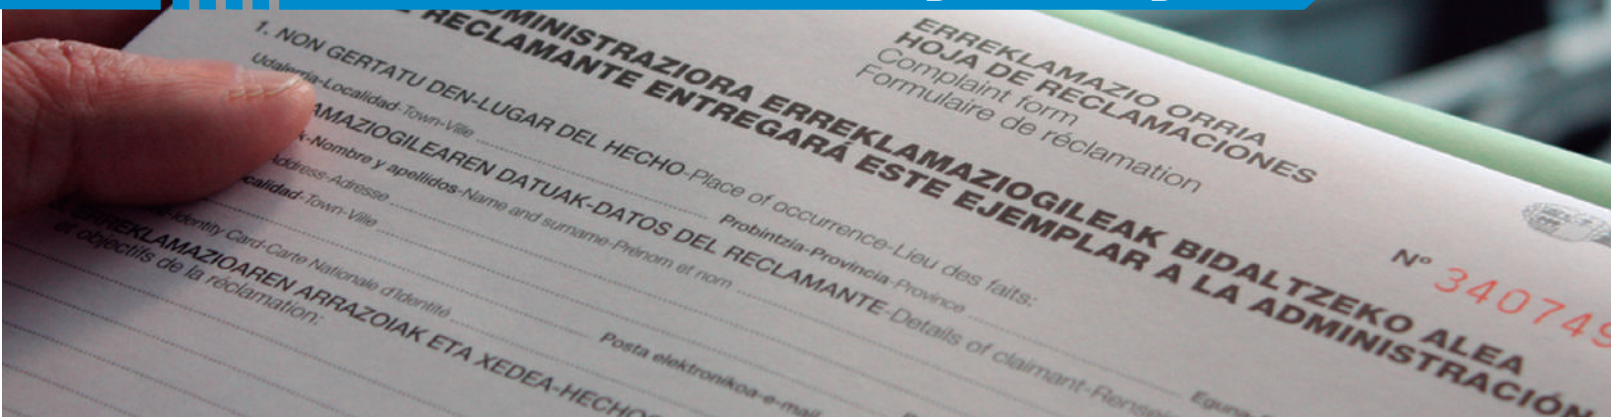 ERREKLAMAZIO ORRIA
HOJA DE RECLAMACIONES
Complaint form
Formulaire de réclamation
Nº 340749
ADMINISTRAZIORA ERREKLAMAZIOGILEAK BIDALTZEKO ALEA
RECLAMANTE ENTREGARÁ ESTE EJEMPLAR A LA ADMINISTRACIÓN
1. NON GERTATU DEN-LUGAR DEL HECHO-Place of occurrence-Lieu des faits:
Udalerria-Localidad-Town-Ville Probintzia-Provincia-Province
AMAZIOGILEAREN DATUAK-DATOS DEL RECLAMANTE-Details of claimant-Rensei
k-Nombre y apellidos-Name and surname-Prénom et nom
Address-Adresse
calidad-Town-Ville
Identity Card-Carte Nationale d'Identité Posta elektronikoa-e-mail
ERREKLAMAZIOAREN ARRAZOIAK ETA XEDEA-HECHOS
et objectifs de la réclamation: